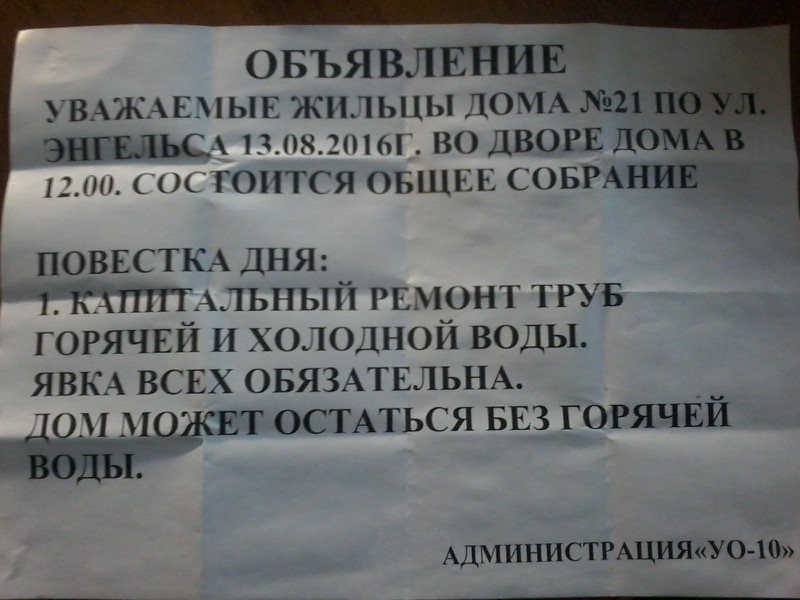 ОБЪЯВЛЕНИЕ
УВАЖАЕМЫЕ ЖИЛЬЦЫ ДОМА №21 ПО УЛ.
ЭНГЕЛЬСА 13.08.2016Г. ВО ДВОРЕ ДОМА В
12.00. СОСТОИТСЯ ОБЩЕЕ СОБРАНИЕ
ПОВЕСТКА ДНЯ:
1. КАПИТАЛЬНЫЙ РЕМОНТ ТРУБ
ГОРЯЧЕЙ И ХОЛОДНОЙ ВОДЫ.
ЯВКА ВСЕХ ОБЯЗАТЕЛЬНА.
ДОМ МОЖЕТ ОСТАТЬСЯ БЕЗ ГОРЯЧЕЙ
ВОДЫ.
АДМИНИСТРАЦИЯ«УО-10»